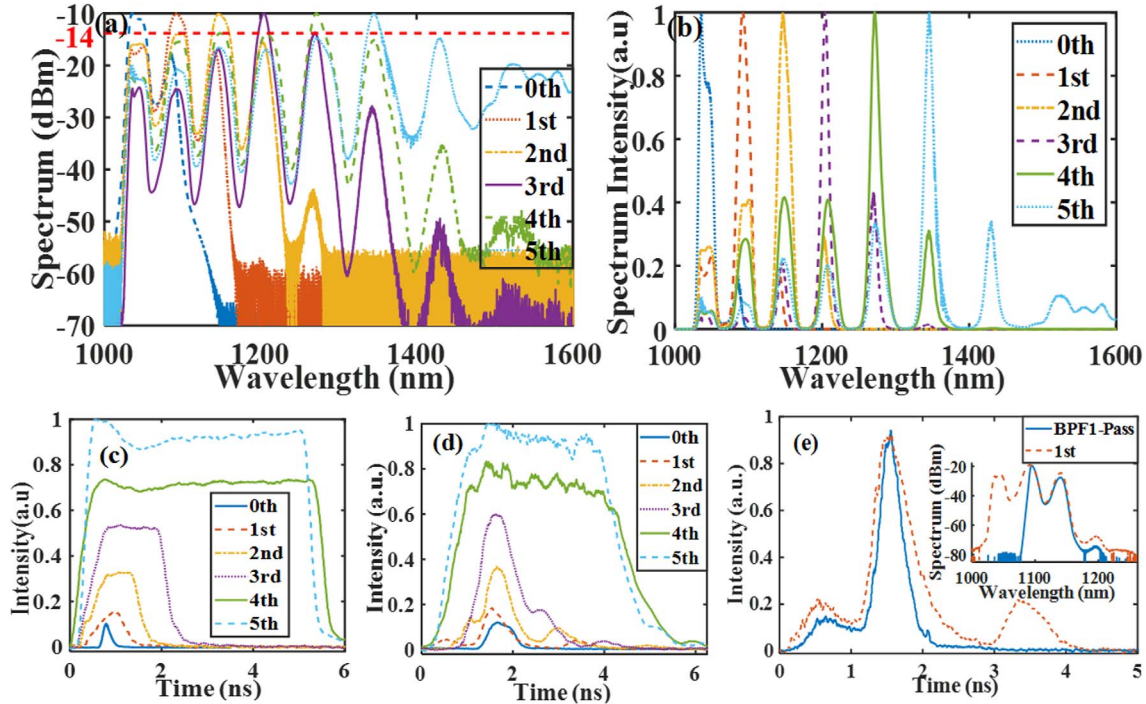 (a)
-10
-14
-20
-30
-40
-50
-60
-70
Spectrum (dBm)
1000
1200
1400
1600
Wavelength (nm)
0th
1st
2nd
3rd
4th
5th
(b)
1
0.8
0.6
0.4
0.2
0
Spectrum Intensity(a.u)
1000
1200
1400
1600
Wavelength (nm)
0th
1st
2nd
3rd
4th
5th
(c)
1
0.8
0.6
0.4
0.2
0
Intensity(a.u)
0
2
4
6
Time (ns)
0th
1st
2nd
3rd
4th
5th
(d)
1
0.8
0.6
0.4
0.2
0
Intensity (a.u.)
0
2
4
6
Time (ns)
0th
1st
2nd
3rd
4th
5th
(e)
1
0.8
0.6
0.4
0.2
0
Intensity (a.u.)
0
1
2
3
4
5
Time (ns)
BPF1-Pass
1st
-20
-40
-60
-80
Spectrum (dBm)
1000
1100
1200
Wavelength (nm)